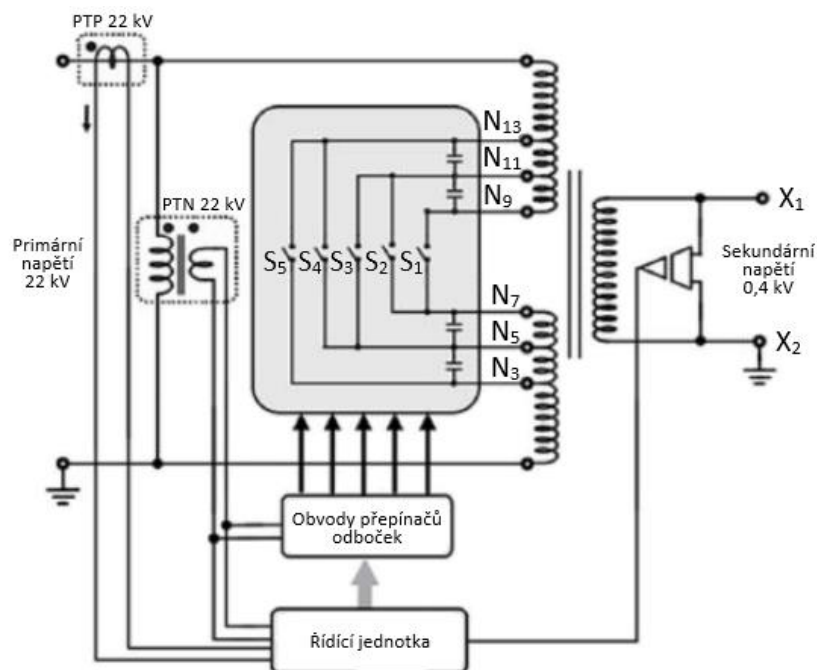 PTP 22 kV
N₁₃
N₁₁
N₉
PTN 22 kV
X₁
Primární
napětí
22 kV
S₅ S₄ S₃ S₂ S₁
Sekundární
napětí
0,4 kV
N₇
N₅
N₃
X₂
Obvody přepínačů
odboček
Řídící jednotka